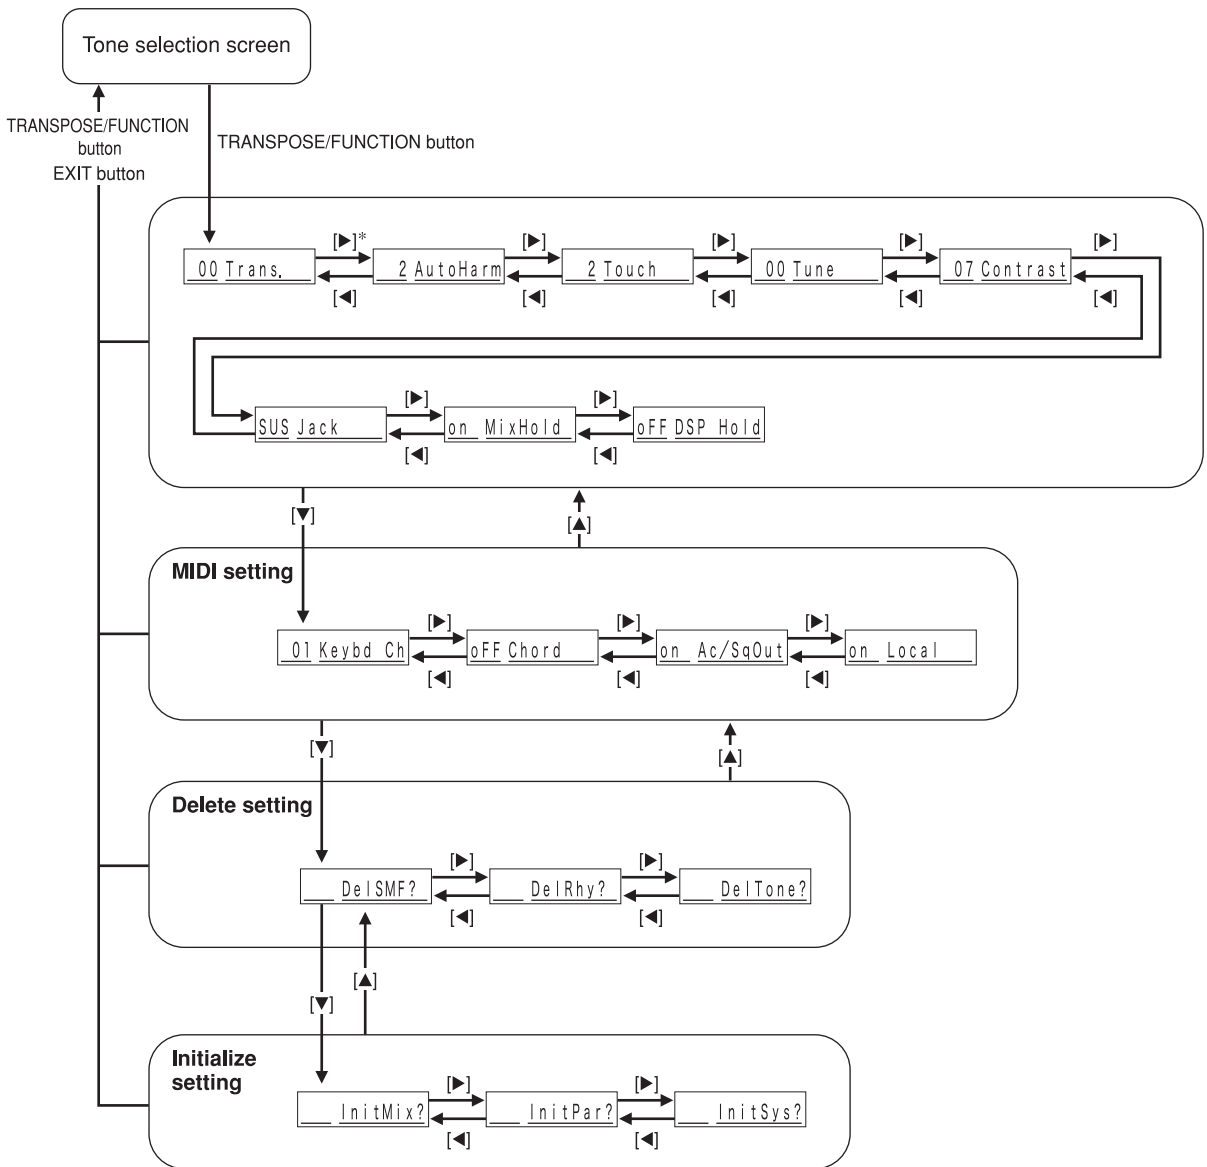 Tone selection screen
TRANSPOSE/FUNCTION
button
EXIT button
TRANSPOSE/FUNCTION button
[▶]* [▶] [▶] [▶] [▶]
00 Trans. 2 AutoHarm 2 Touch 00 Tune 07 Contrast
[◀] [◀] [◀] [◀] [◀]
[▶] [▶]
SUS Jack on MixHold oFF DSP Hold
[◀] [◀]
[▼] [▲]
MIDI setting
[▶] [▶] [▶]
01 Keybd Ch oFF Chord on Ac/SqOut on Local
[◀] [◀] [◀]
[▼] [▲]
Delete setting
[▶] [▶]
DelSMF? DelRhy? DelTone?
[◀] [◀]
[▼] [▲]
Initialize
setting
[▶] [▶]
InitMix? InitPar? InitSys?
[◀] [◀]